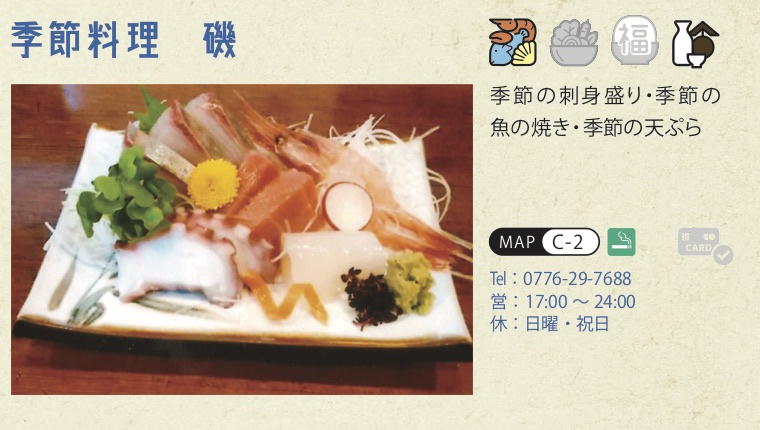 季節料理 磯
福
季節の刺身盛り・季節の
魚の焼き・季節の天ぷら
MAP C-2
CARD
Tel：0776-29-7688
営：17:00 〜 24:00
休：日曜・祝日